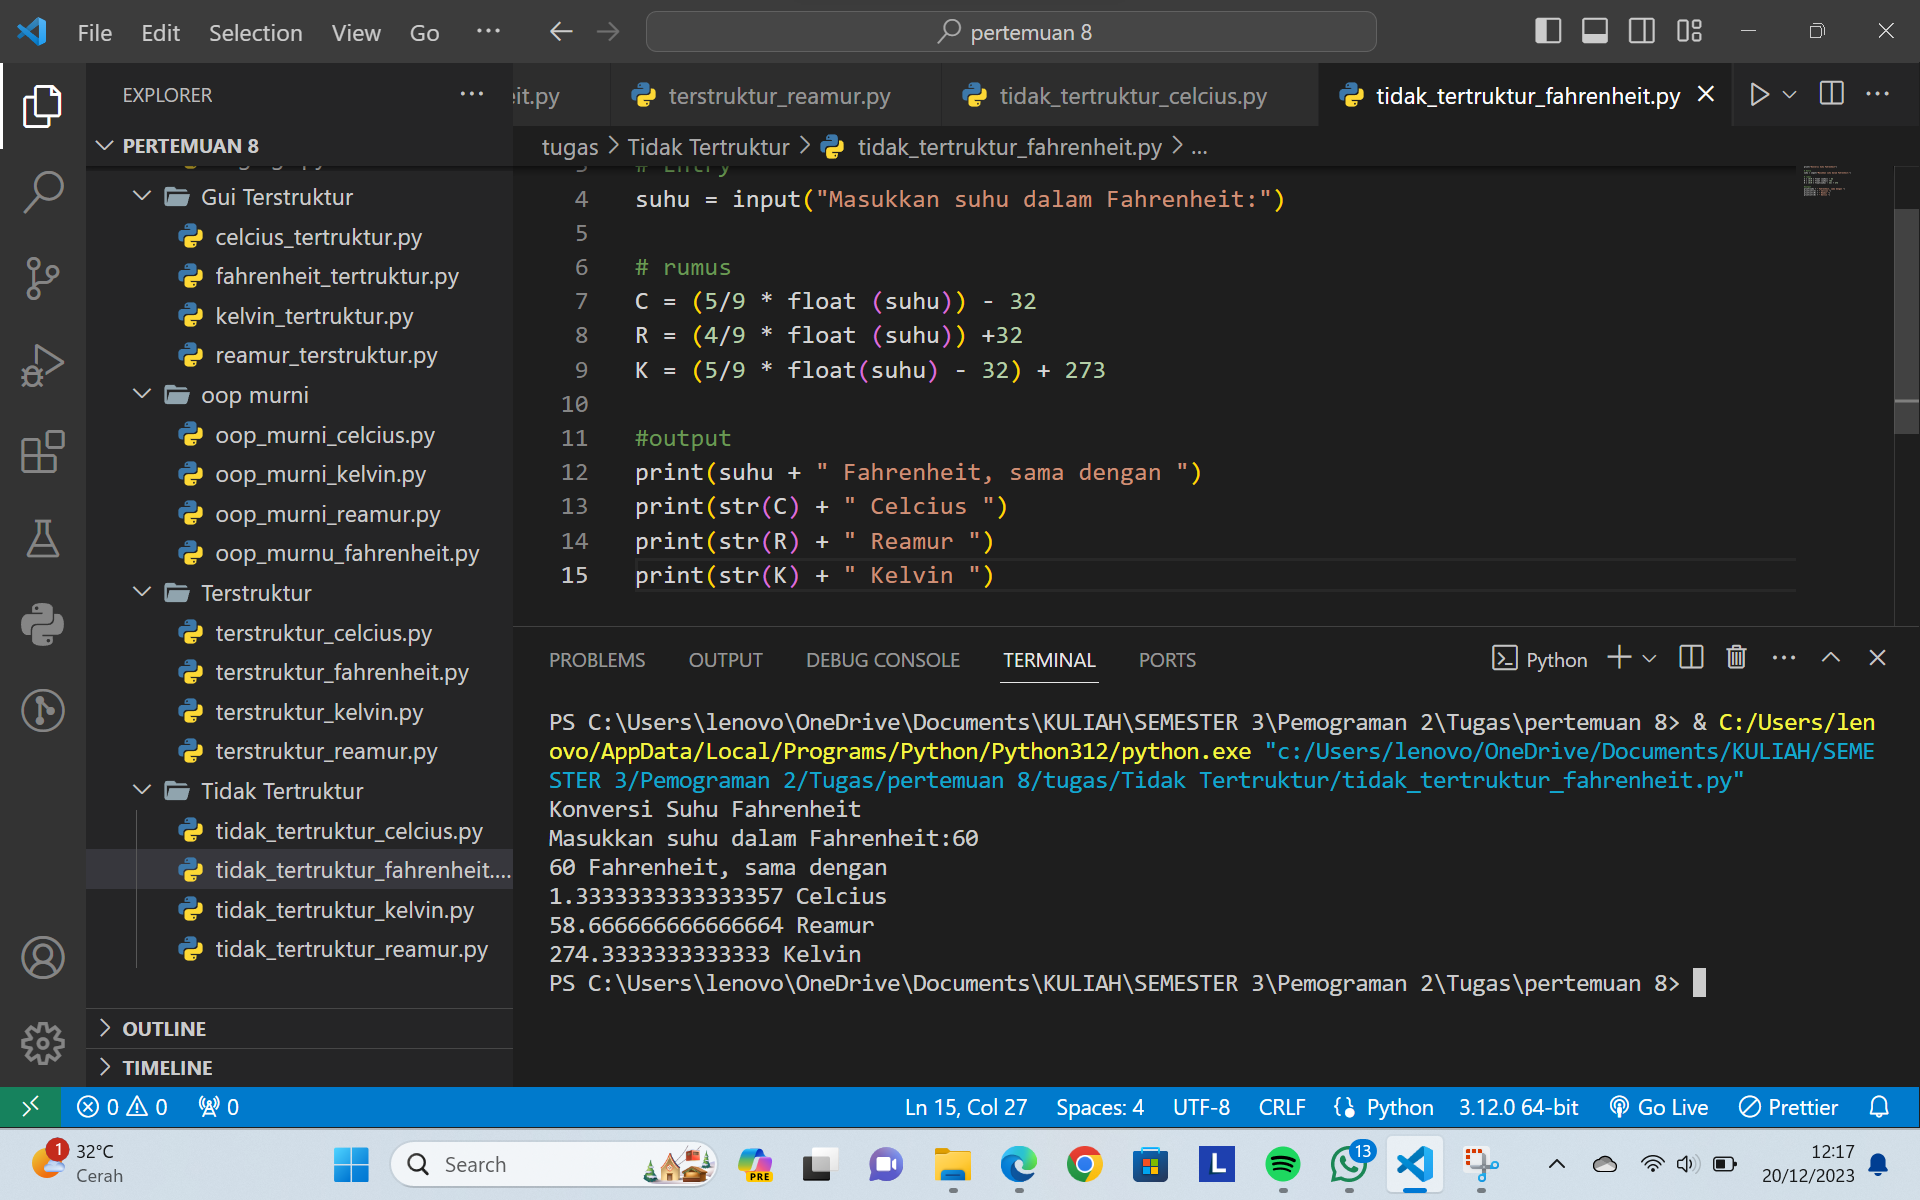 File Edit Selection View Go ... pertemuan 8
EXPLORER ...
PERTEMUAN 8
Gui Terstruktur
celcius_tertruktur.py
fahrenheit_tertruktur.py
kelvin_tertruktur.py
reamur_terstruktur.py
oop murni
oop_murni_celcius.py
oop_murni_kelvin.py
oop_murni_reamur.py
oop_murnu_fahrenheit.py
Terstruktur
terstruktur_celcius.py
terstruktur_fahrenheit.py
terstruktur_kelvin.py
terstruktur_reamur.py
Tidak Tertruktur
tidak_tertruktur_celcius.py
tidak_tertruktur_fahrenheit....
tidak_tertruktur_kelvin.py
tidak_tertruktur_reamur.py
OUTLINE
TIMELINE
eit.py terstruktur_reamur.py tidak_tertruktur_celcius.py tidak_tertruktur_fahrenheit.py
tugas > Tidak Tertruktur > tidak_tertruktur_fahrenheit.py > ...
3 # Entry
4 suhu = input("Masukkan suhu dalam Fahrenheit:")
5
6 # rumus
7 C = (5/9 * float (suhu)) - 32
8 R = (4/9 * float (suhu)) +32
9 K = (5/9 * float(suhu) - 32) + 273
10
11 #output
12 print(suhu + " Fahrenheit, sama dengan ")
13 print(str(C) + " Celcius ")
14 print(str(R) + " Reamur ")
15 print(str(K) + " Kelvin ")
PROBLEMS OUTPUT DEBUG CONSOLE TERMINAL PORTS Python
PS C:\Users\lenovo\OneDrive\Documents\KULIAH\SEMESTER 3\Pemograman 2\Tugas\pertemuan 8> & C:/Users/len
ovo/AppData/Local/Programs/Python/Python312/python.exe "c:/Users/lenovo/OneDrive/Documents/KULIAH/SEME
STER 3/Pemograman 2/Tugas/pertemuan 8/tugas/Tidak Tertruktur/tidak_tertruktur_fahrenheit.py"
Konversi Suhu Fahrenheit
Masukkan suhu dalam Fahrenheit:60
60 Fahrenheit, sama dengan
1.3333333333333357 Celcius
58.666666666666664 Reamur
274.3333333333333 Kelvin
PS C:\Users\lenovo\OneDrive\Documents\KULIAH\SEMESTER 3\Pemograman 2\Tugas\pertemuan 8>
0 0 0 Ln 15, Col 27 Spaces: 4 UTF-8 CRLF Python 3.12.0 64-bit Go Live Prettier
1 32°C Search PRE L 13 12:17
Cerah 20/12/2023